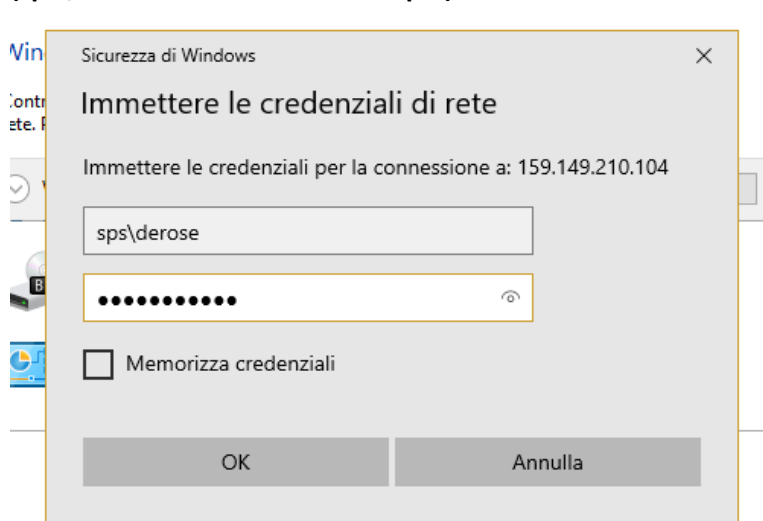 Sicurezza di Windows
Immettere le credenziali di rete
Immettere le credenziali per la connessione a: 159.149.210.104
sps\derose
●●●●●●●●●●●
Memorizza credenziali
OK
Annulla